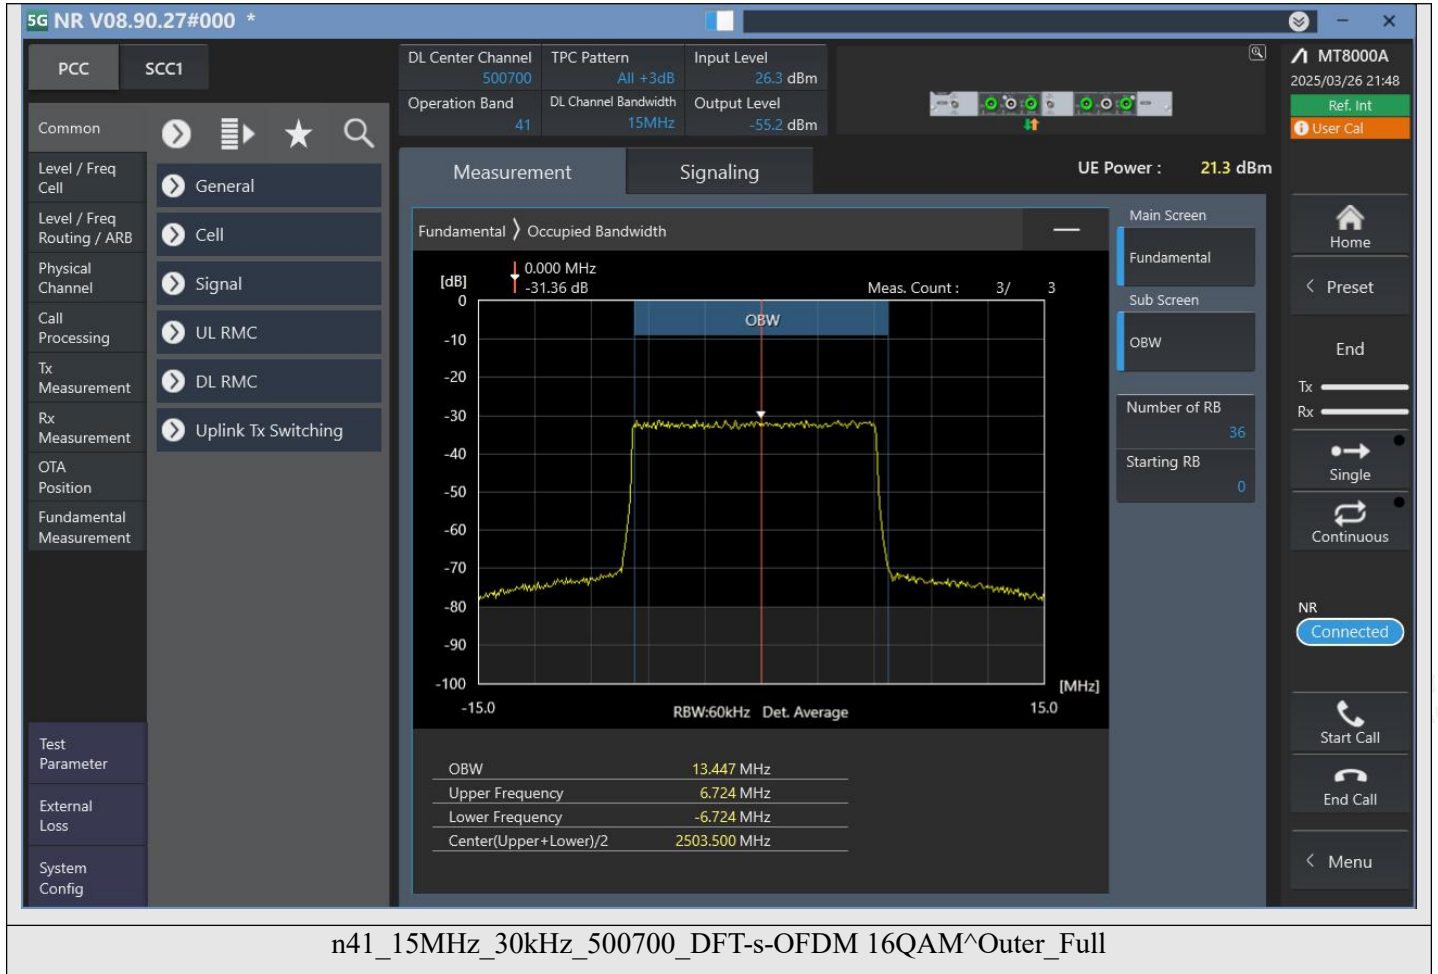 5G NR V08.90.27#000 *
PCC
SCC1
DL Center Channel
500700
TPC Pattern
All +3dB
Input Level
26.3 dBm
Operation Band
41
DL Channel Bandwidth
15MHz
Output Level
-55.2 dBm
MT8000A
2025/03/26 21:48
Ref. Int
User Cal
Common
Level / Freq
Cell
Level / Freq
Routing / ARB
Physical
Channel
Call
Processing
Tx
Measurement
Rx
Measurement
OTA
Position
Fundamental
Measurement
Test
Parameter
External
Loss
System
Config
General
Cell
Signal
UL RMC
DL RMC
Uplink Tx Switching
Measurement
Signaling
UE Power : 21.3 dBm
Fundamental 〉 Occupied Bandwidth
0.000 MHz
-31.36 dB
[dB]
Meas. Count : 3/ 3
OBW
0
-10
-20
-30
-40
-50
-60
-70
-80
-90
-100
[MHz]
-15.0
RBW:60kHz Det. Average
15.0
OBW 13.447 MHz
Upper Frequency 6.724 MHz
Lower Frequency -6.724 MHz
Center(Upper+Lower)/2 2503.500 MHz
Main Screen
Fundamental
Sub Screen
OBW
Number of RB
36
Starting RB
0
Home
< Preset
End
Tx
Rx
Single
Continuous
NR
Connected
Start Call
End Call
< Menu
n41_15MHz_30kHz_500700_DFT-s-OFDM 16QAM^Outer_Full